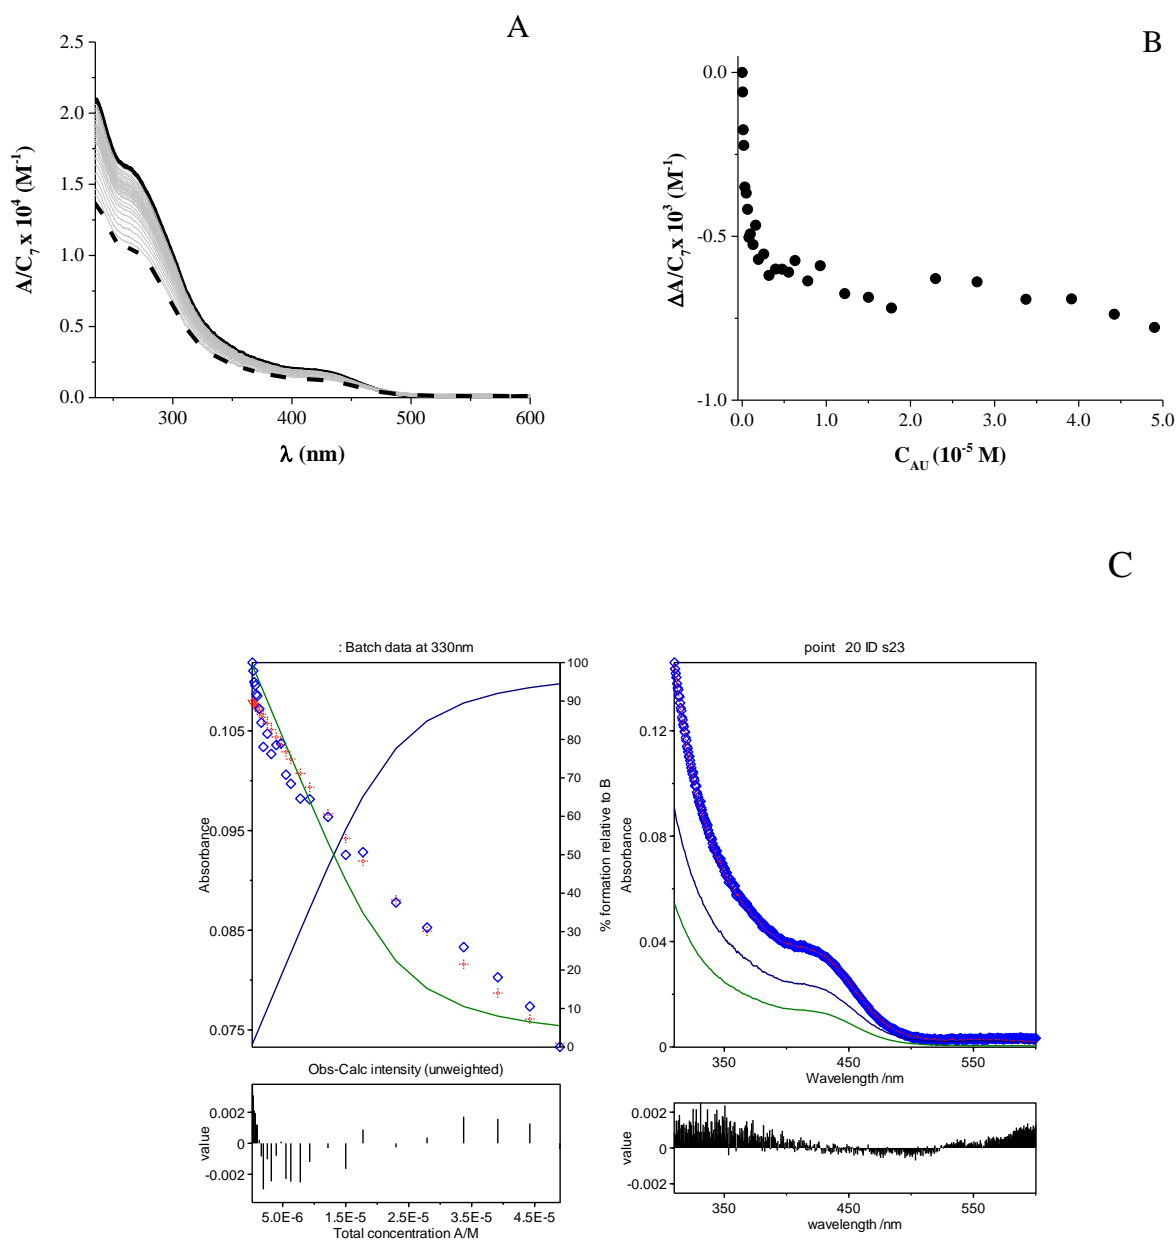 A
2.5
2.0
1.5
1.0
0.5
0.0
A/C7 x 10^4 (M^-1)
300
400
500
600
λ (nm)
B
0.0
-0.5
-1.0
ΔA/C7 x 10^3 (M^-1)
0.0
1.0
2.0
3.0
4.0
5.0
C_AU (10^-5 M)
C
: Batch data at 330nm
0.105
0.095
0.085
0.075
Absorbance
100
90
80
70
60
50
40
30
20
10
0
% formation relative to B
Obs-Calc intensity (unweighted)
0.002
0
-0.002
value
5.0E-6
1.5E-5
2.5E-5
3.5E-5
4.5E-5
Total concentration A/M
point 20 ID s23
0.12
0.08
0.04
0
Absorbance
350
450
550
Wavelength /nm
0.002
0
-0.002
value
350
450
550
wavelength /nm